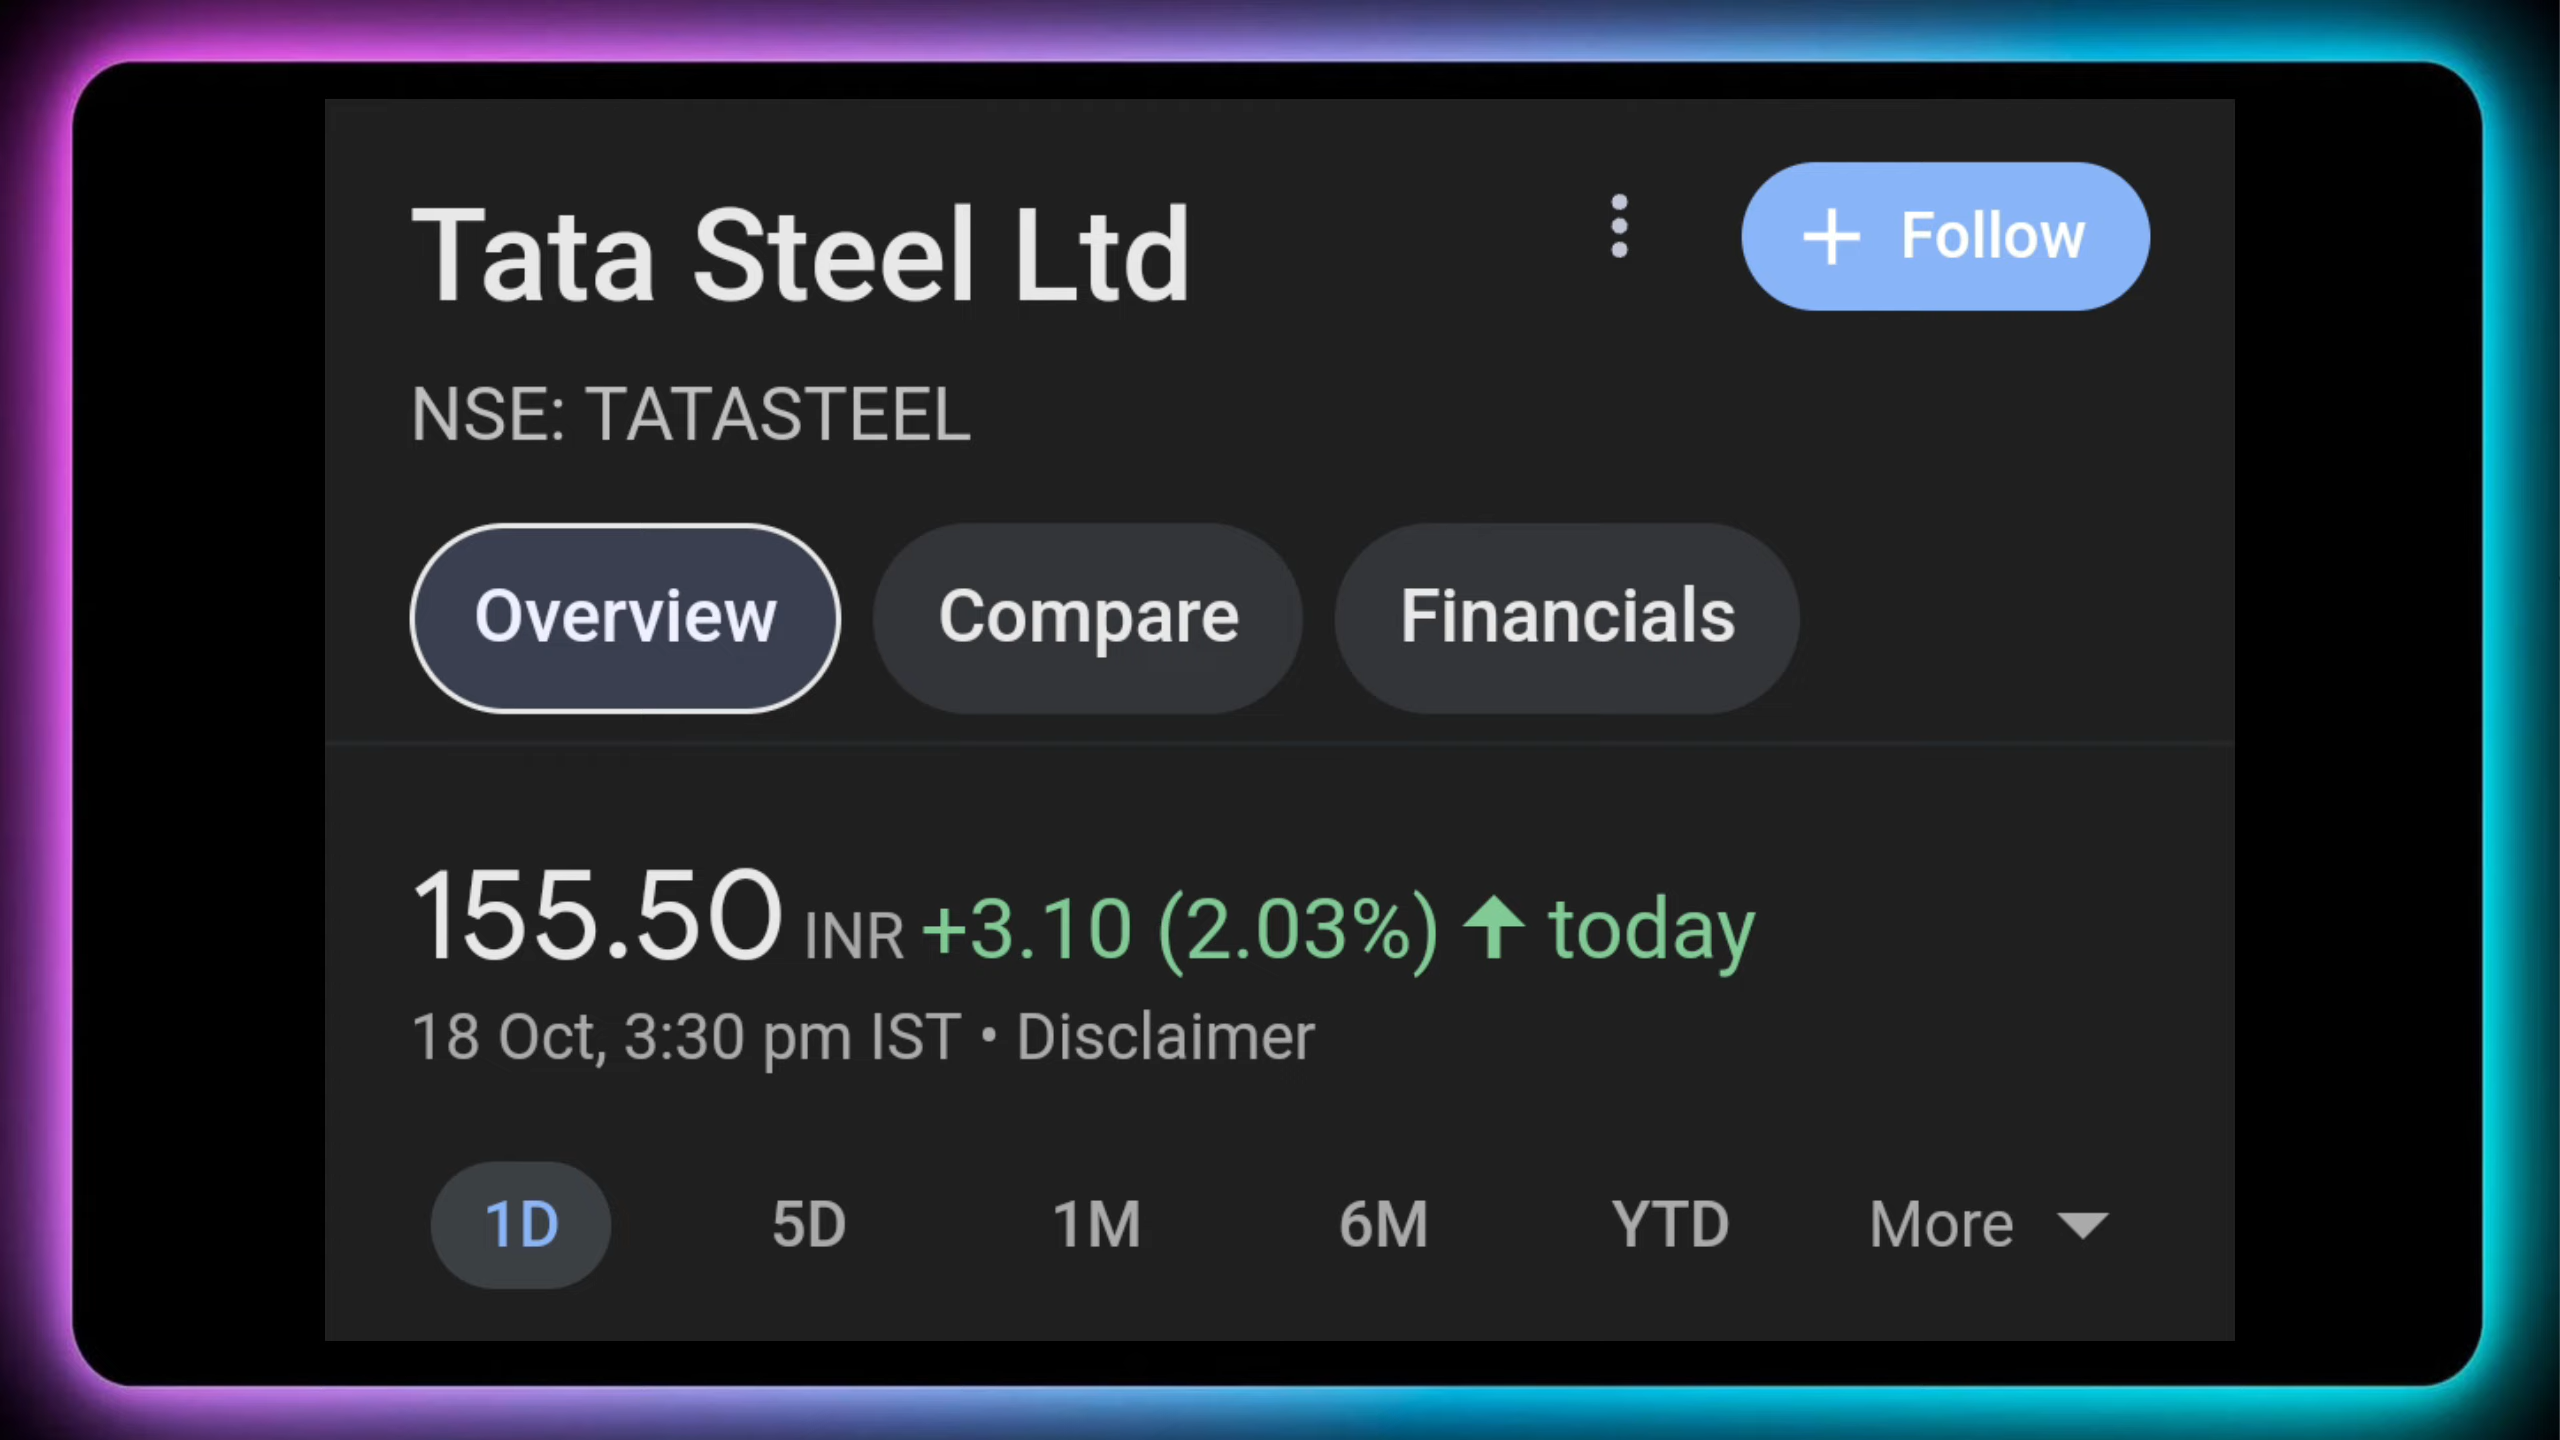 Tata Steel Ltd
+ Follow
NSE: TATASTEEL
Overview Compare Financials
155.50 INR +3.10 (2.03%) ↑ today
18 Oct, 3:30 pm IST • Disclaimer
1D 5D 1M 6M YTD More